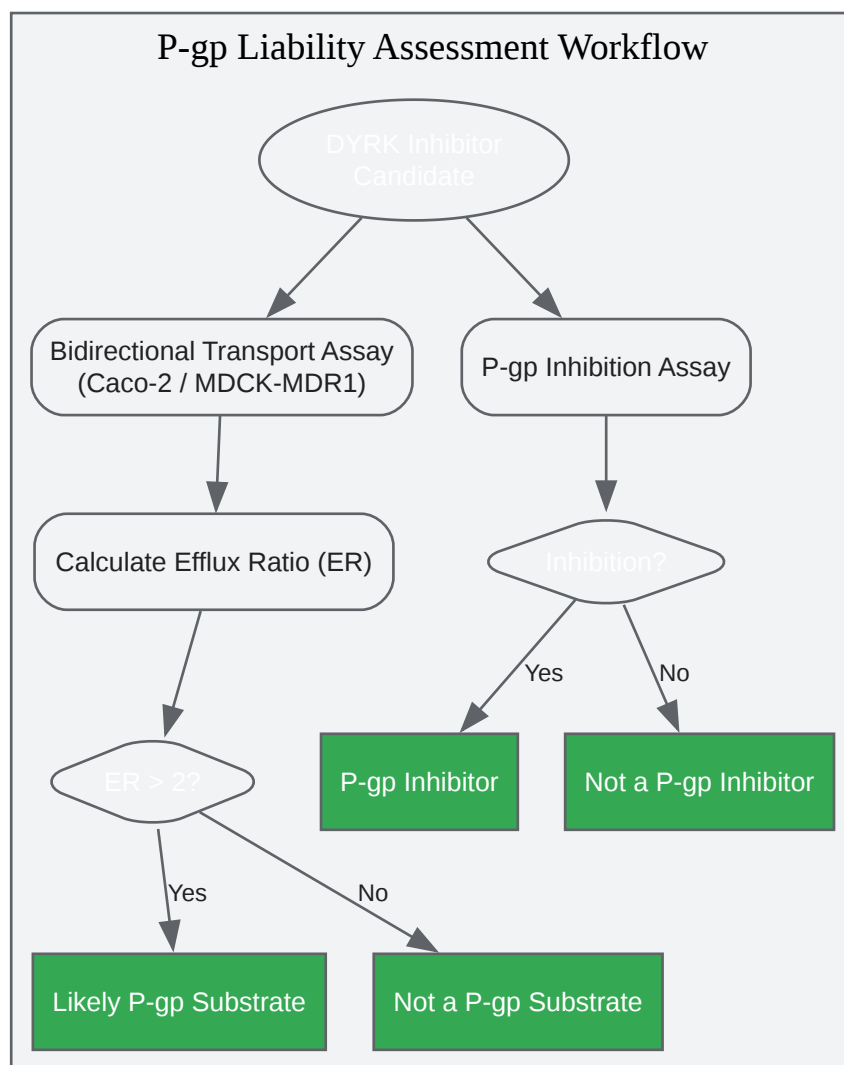 P-gp Liability Assessment Workflow
DYRK Inhibitor
Candidate
Bidirectional Transport Assay
(Caco-2 / MDCK-MDR1)
P-gp Inhibition Assay
Calculate Efflux Ratio (ER)
Inhibition?
Yes
No
P-gp Inhibitor
Not a P-gp Inhibitor
ER > 2?
Yes
No
Likely P-gp Substrate
Not a P-gp Substrate